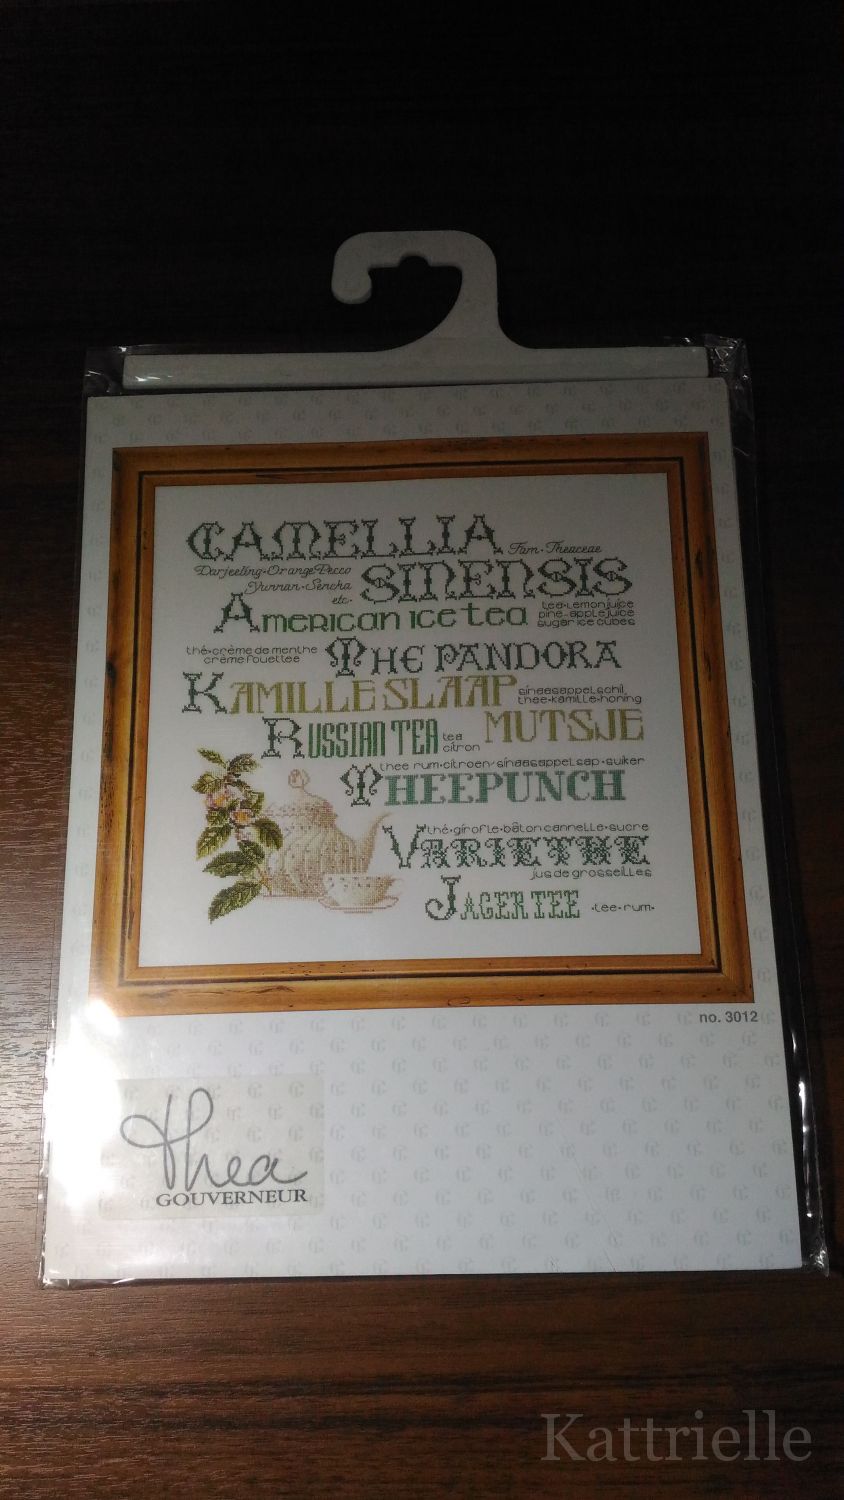 CAMELLIA Fam·Theaceae
Darjeeling·Orange Pecco SINENSIS
Yunnan·Sencha
etc.
AMERICAN ICE TEA tea·lemonjuice
pine-applejuice
sugar ice cubes
thé·crème de menthe THE PANDORA
crème fouettée
KAMILLE SLAAP sinaasappelschil,
thee·kamille·honing
RUSSIAN TEA tea MUTSJE
citron
thee rum·citroen·sinaasappelsap·suiker
THEEPUNCH
thé·girofle·bâton cannelle·sucre
VARIETHE
jus de groseilles
JAGERTEE ·tee·rum·
no. 3012
Thea
GOUVERNEUR
Kattrielle